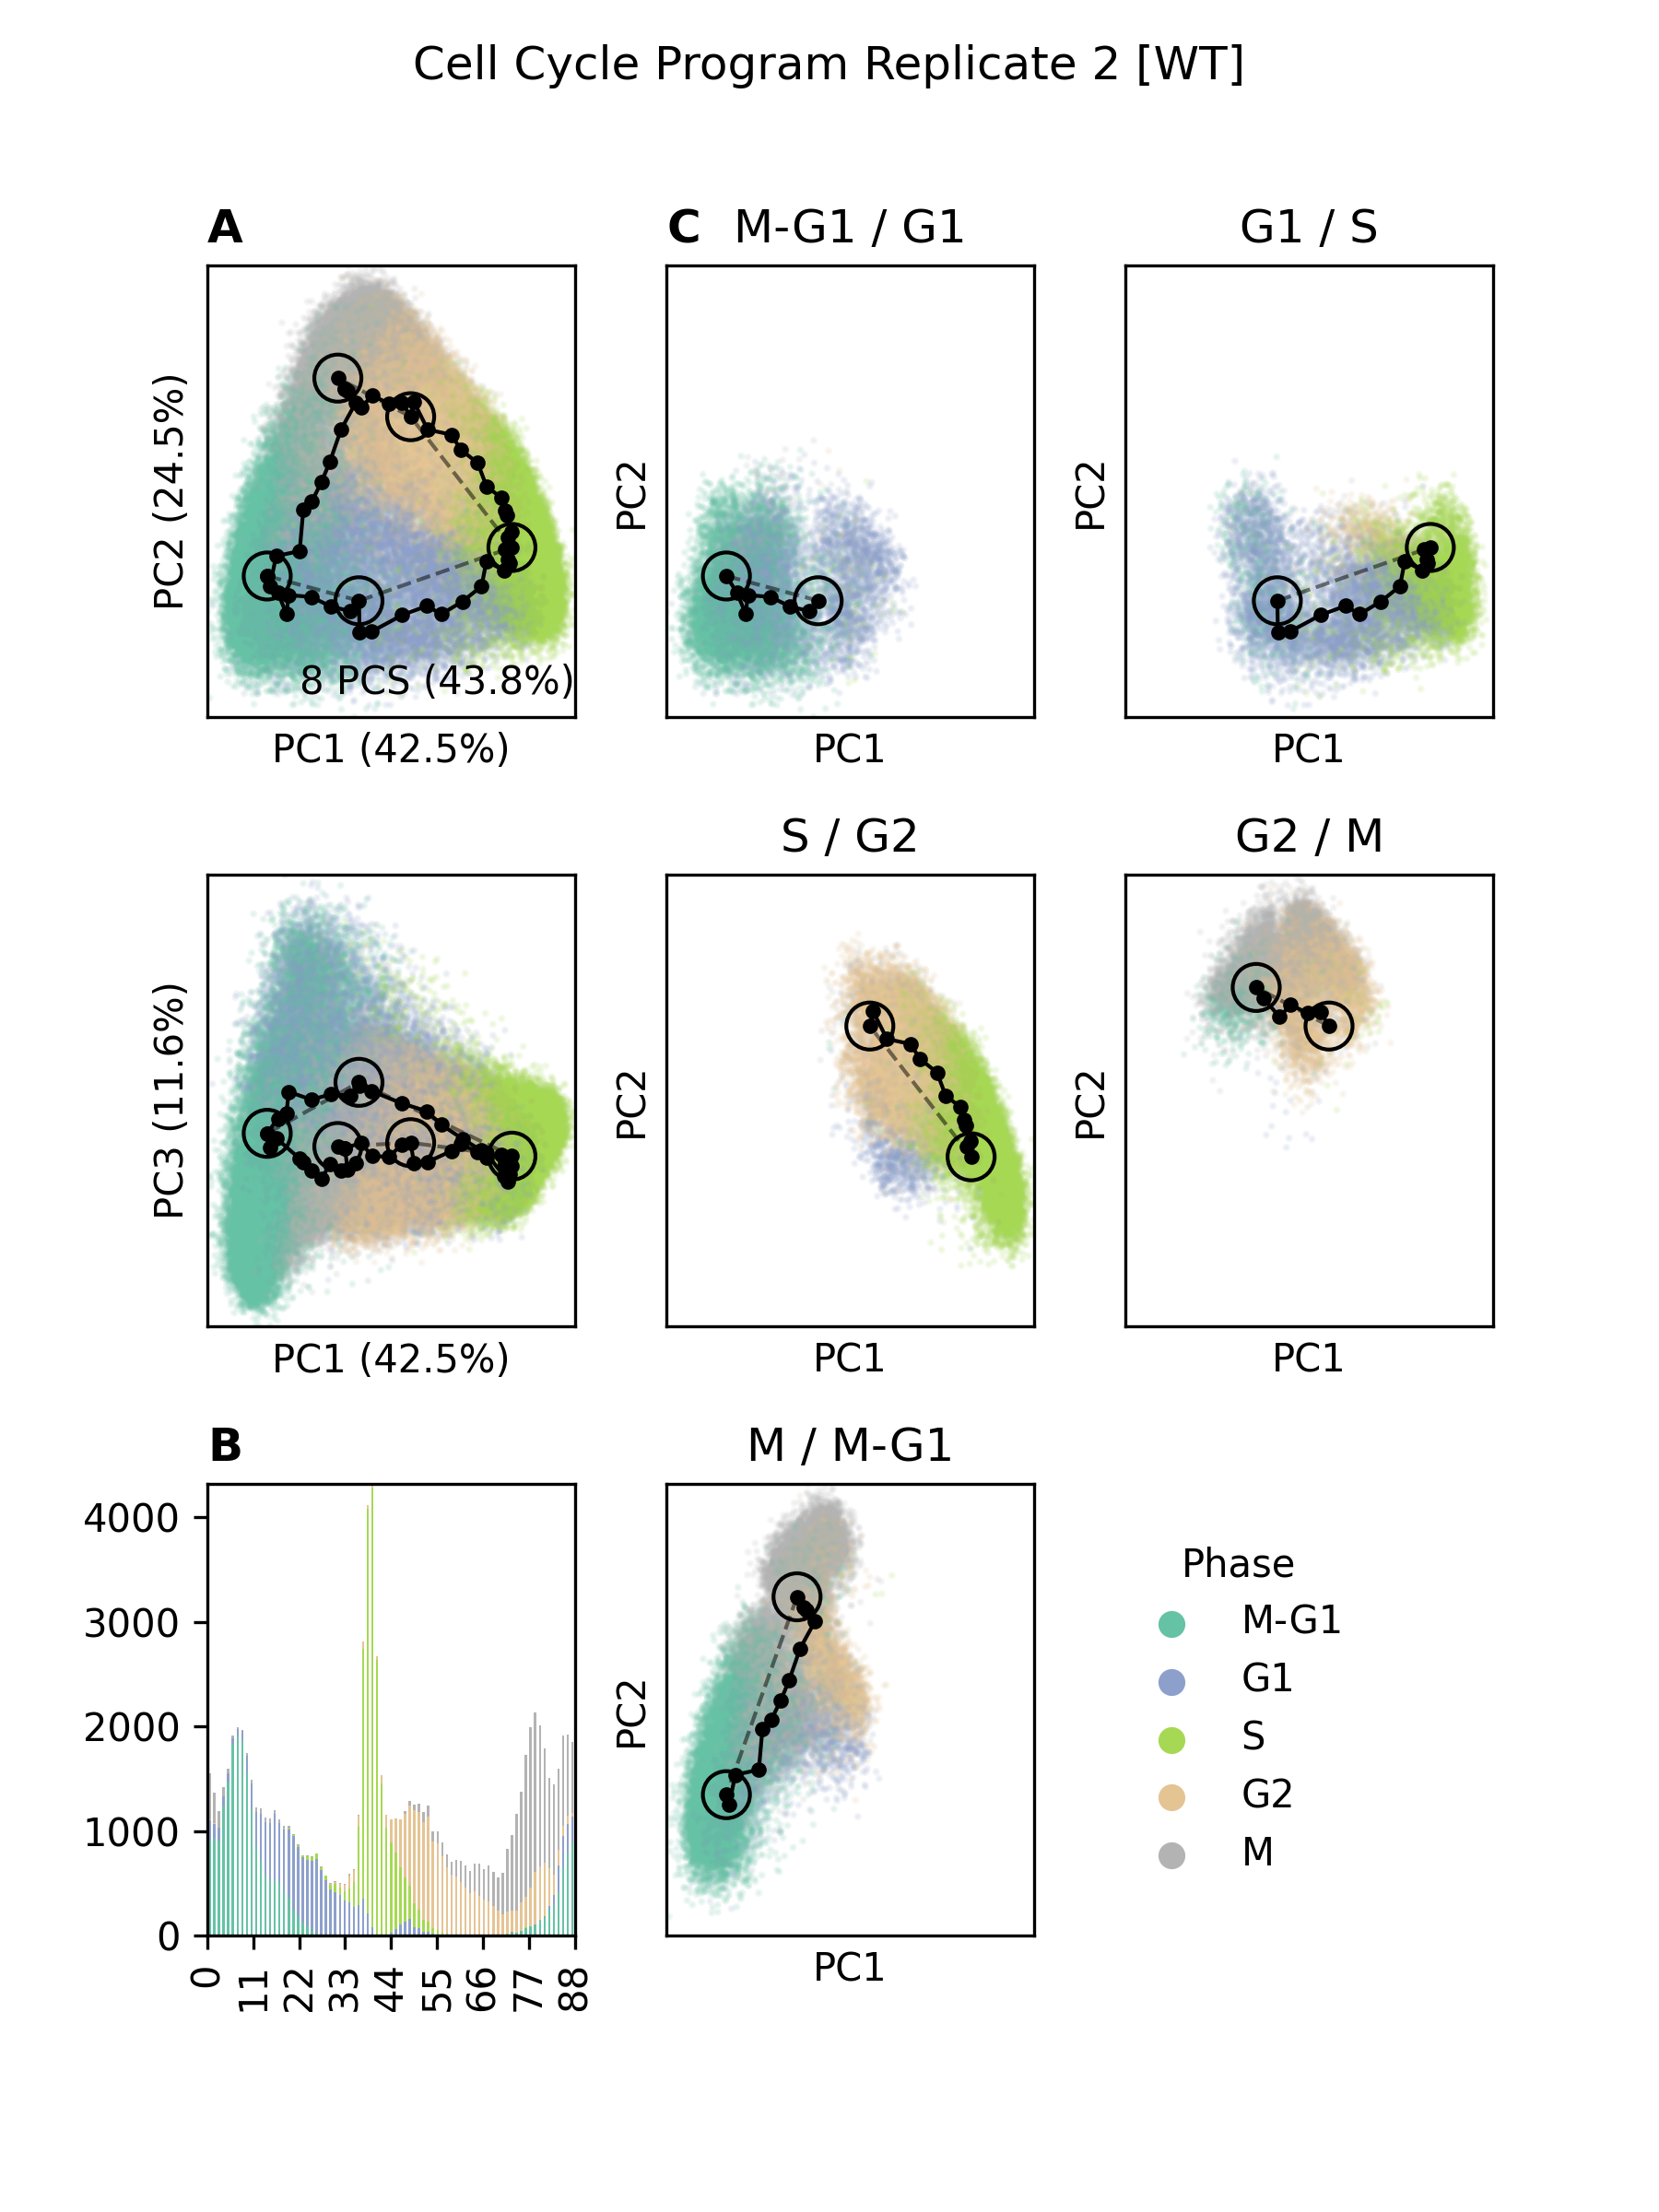 Cell Cycle Program Replicate 2 [WT]
A
C M-G1 / G1
G1 / S
PC2 (24.5%)
8 PCS (43.8%)
PC1 (42.5%)
PC2
PC1
PC2
PC1
S / G2
G2 / M
PC3 (11.6%)
PC1 (42.5%)
PC2
PC1
PC2
PC1
B
M / M-G1
4000
3000
2000
1000
0
0 11 22 33 44 55 66 77 88
PC2
PC1
Phase
M-G1
G1
S
G2
M